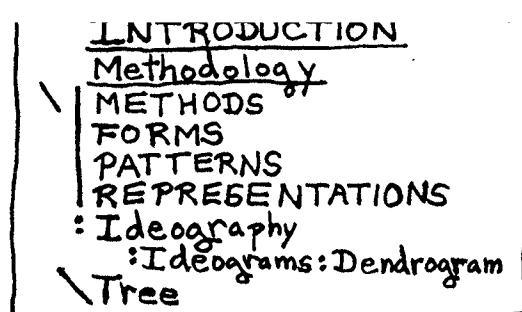 INTRODUCTION
Methodology
METHODS
FORMS
PATTERNS
REPRESENTATIONS
:Ideography
:Ideograms:Dendrogram
\Tree